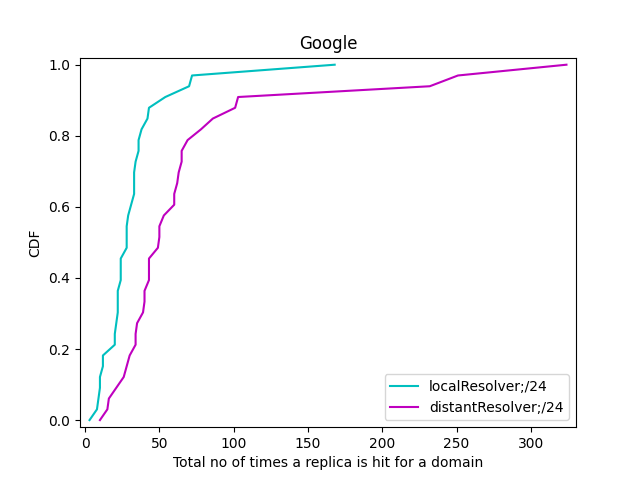 Google
1.0
0.8
0.6
0.4
0.2
0.0
CDF
localResolver;/24
distantResolver;/24
0 50 100 150 200 250 300
Total no of times a replica is hit for a domain